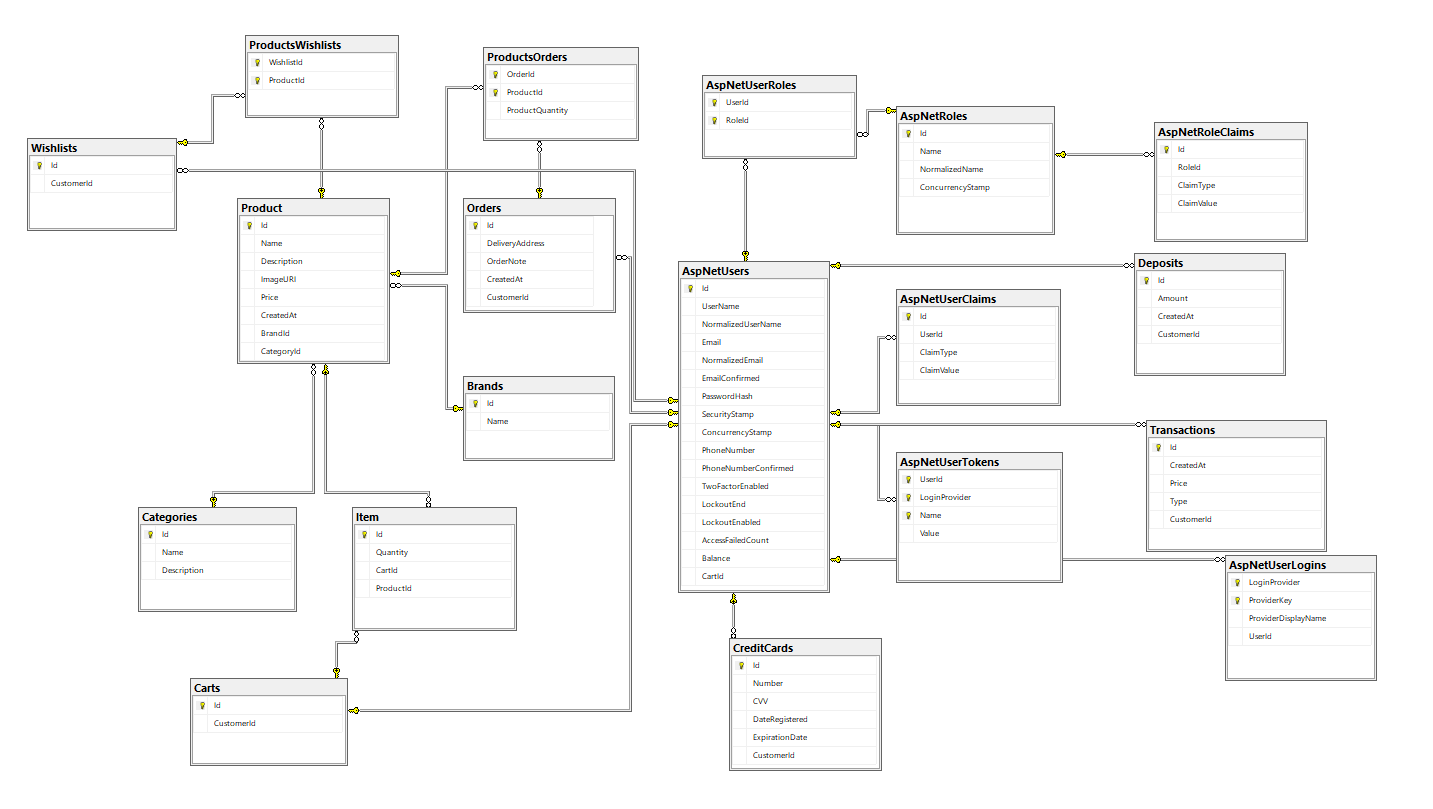 ProductsWishlists
WishlistId
ProductId
ProductsOrders
OrderId
ProductId
ProductQuantity
AspNetUserRoles
UserId
RoleId
AspNetRoles
Id
Name
NormalizedName
ConcurrencyStamp
AspNetRoleClaims
Id
RoleId
ClaimType
ClaimValue
Wishlists
Id
CustomerId
Product
Id
Name
Description
ImageURI
Price
CreatedAt
BrandId
CategoryId
Orders
Id
DeliveryAddress
OrderNote
CreatedAt
CustomerId
AspNetUsers
Id
UserName
NormalizedUserName
Email
NormalizedEmail
EmailConfirmed
PasswordHash
SecurityStamp
ConcurrencyStamp
PhoneNumber
PhoneNumberConfirmed
TwoFactorEnabled
LockoutEnd
LockoutEnabled
AccessFailedCount
Balance
CartId
Deposits
Id
Amount
CreatedAt
CustomerId
AspNetUserClaims
Id
UserId
ClaimType
ClaimValue
Brands
Id
Name
Transactions
Id
CreatedAt
Price
Type
CustomerId
AspNetUserTokens
UserId
LoginProvider
Name
Value
Categories
Id
Name
Description
Item
Id
Quantity
CartId
ProductId
AspNetUserLogins
LoginProvider
ProviderKey
ProviderDisplayName
UserId
CreditCards
Id
Number
CVV
DateRegistered
ExpirationDate
CustomerId
Carts
Id
CustomerId